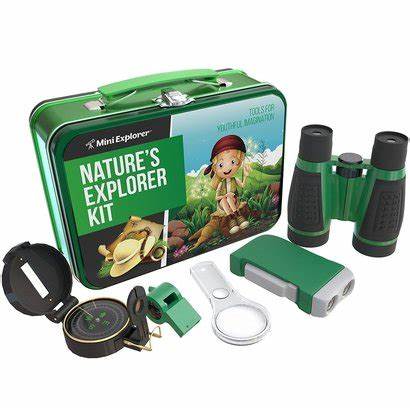 Mini Explorer
NATURE'S
EXPLORER
KIT
TOOLS FOR
YOUTHFUL IMAGINATION